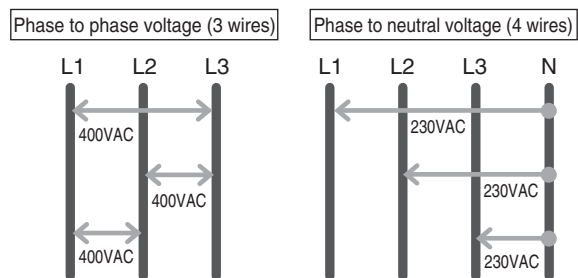 Phase to phase voltage (3 wires)
L1 L2 L3
400VAC
400VAC
400VAC
Phase to neutral voltage (4 wires)
L1 L2 L3 N
230VAC
230VAC
230VAC